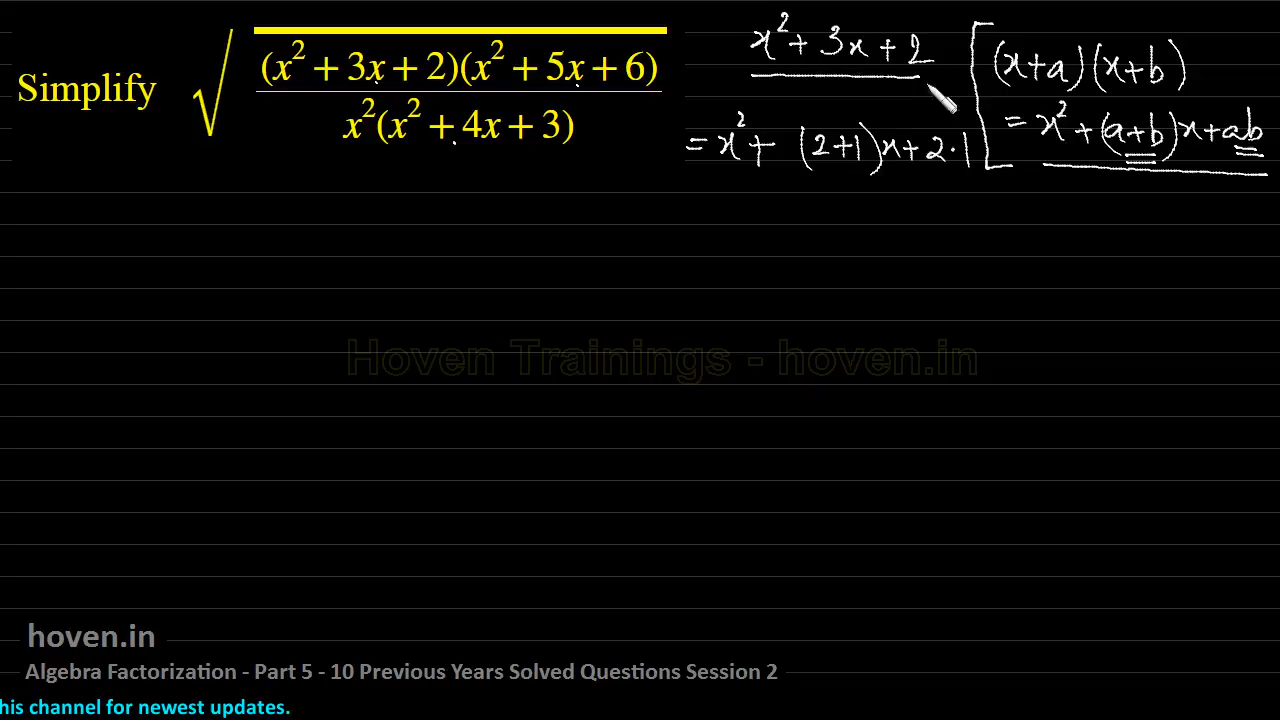 Simplify √((x² + 3x + 2)(x² + 5x + 6) / x²(x² + 4x + 3))
x² + 3x + 2
= x² + (2+1)x + 2·1
(x+a)(x+b)
= x² + (a+b)x + ab
Hoven Trainings - hoven.in
hoven.in
Algebra Factorization - Part 5 - 10 Previous Years Solved Questions Session 2
his channel for newest updates.